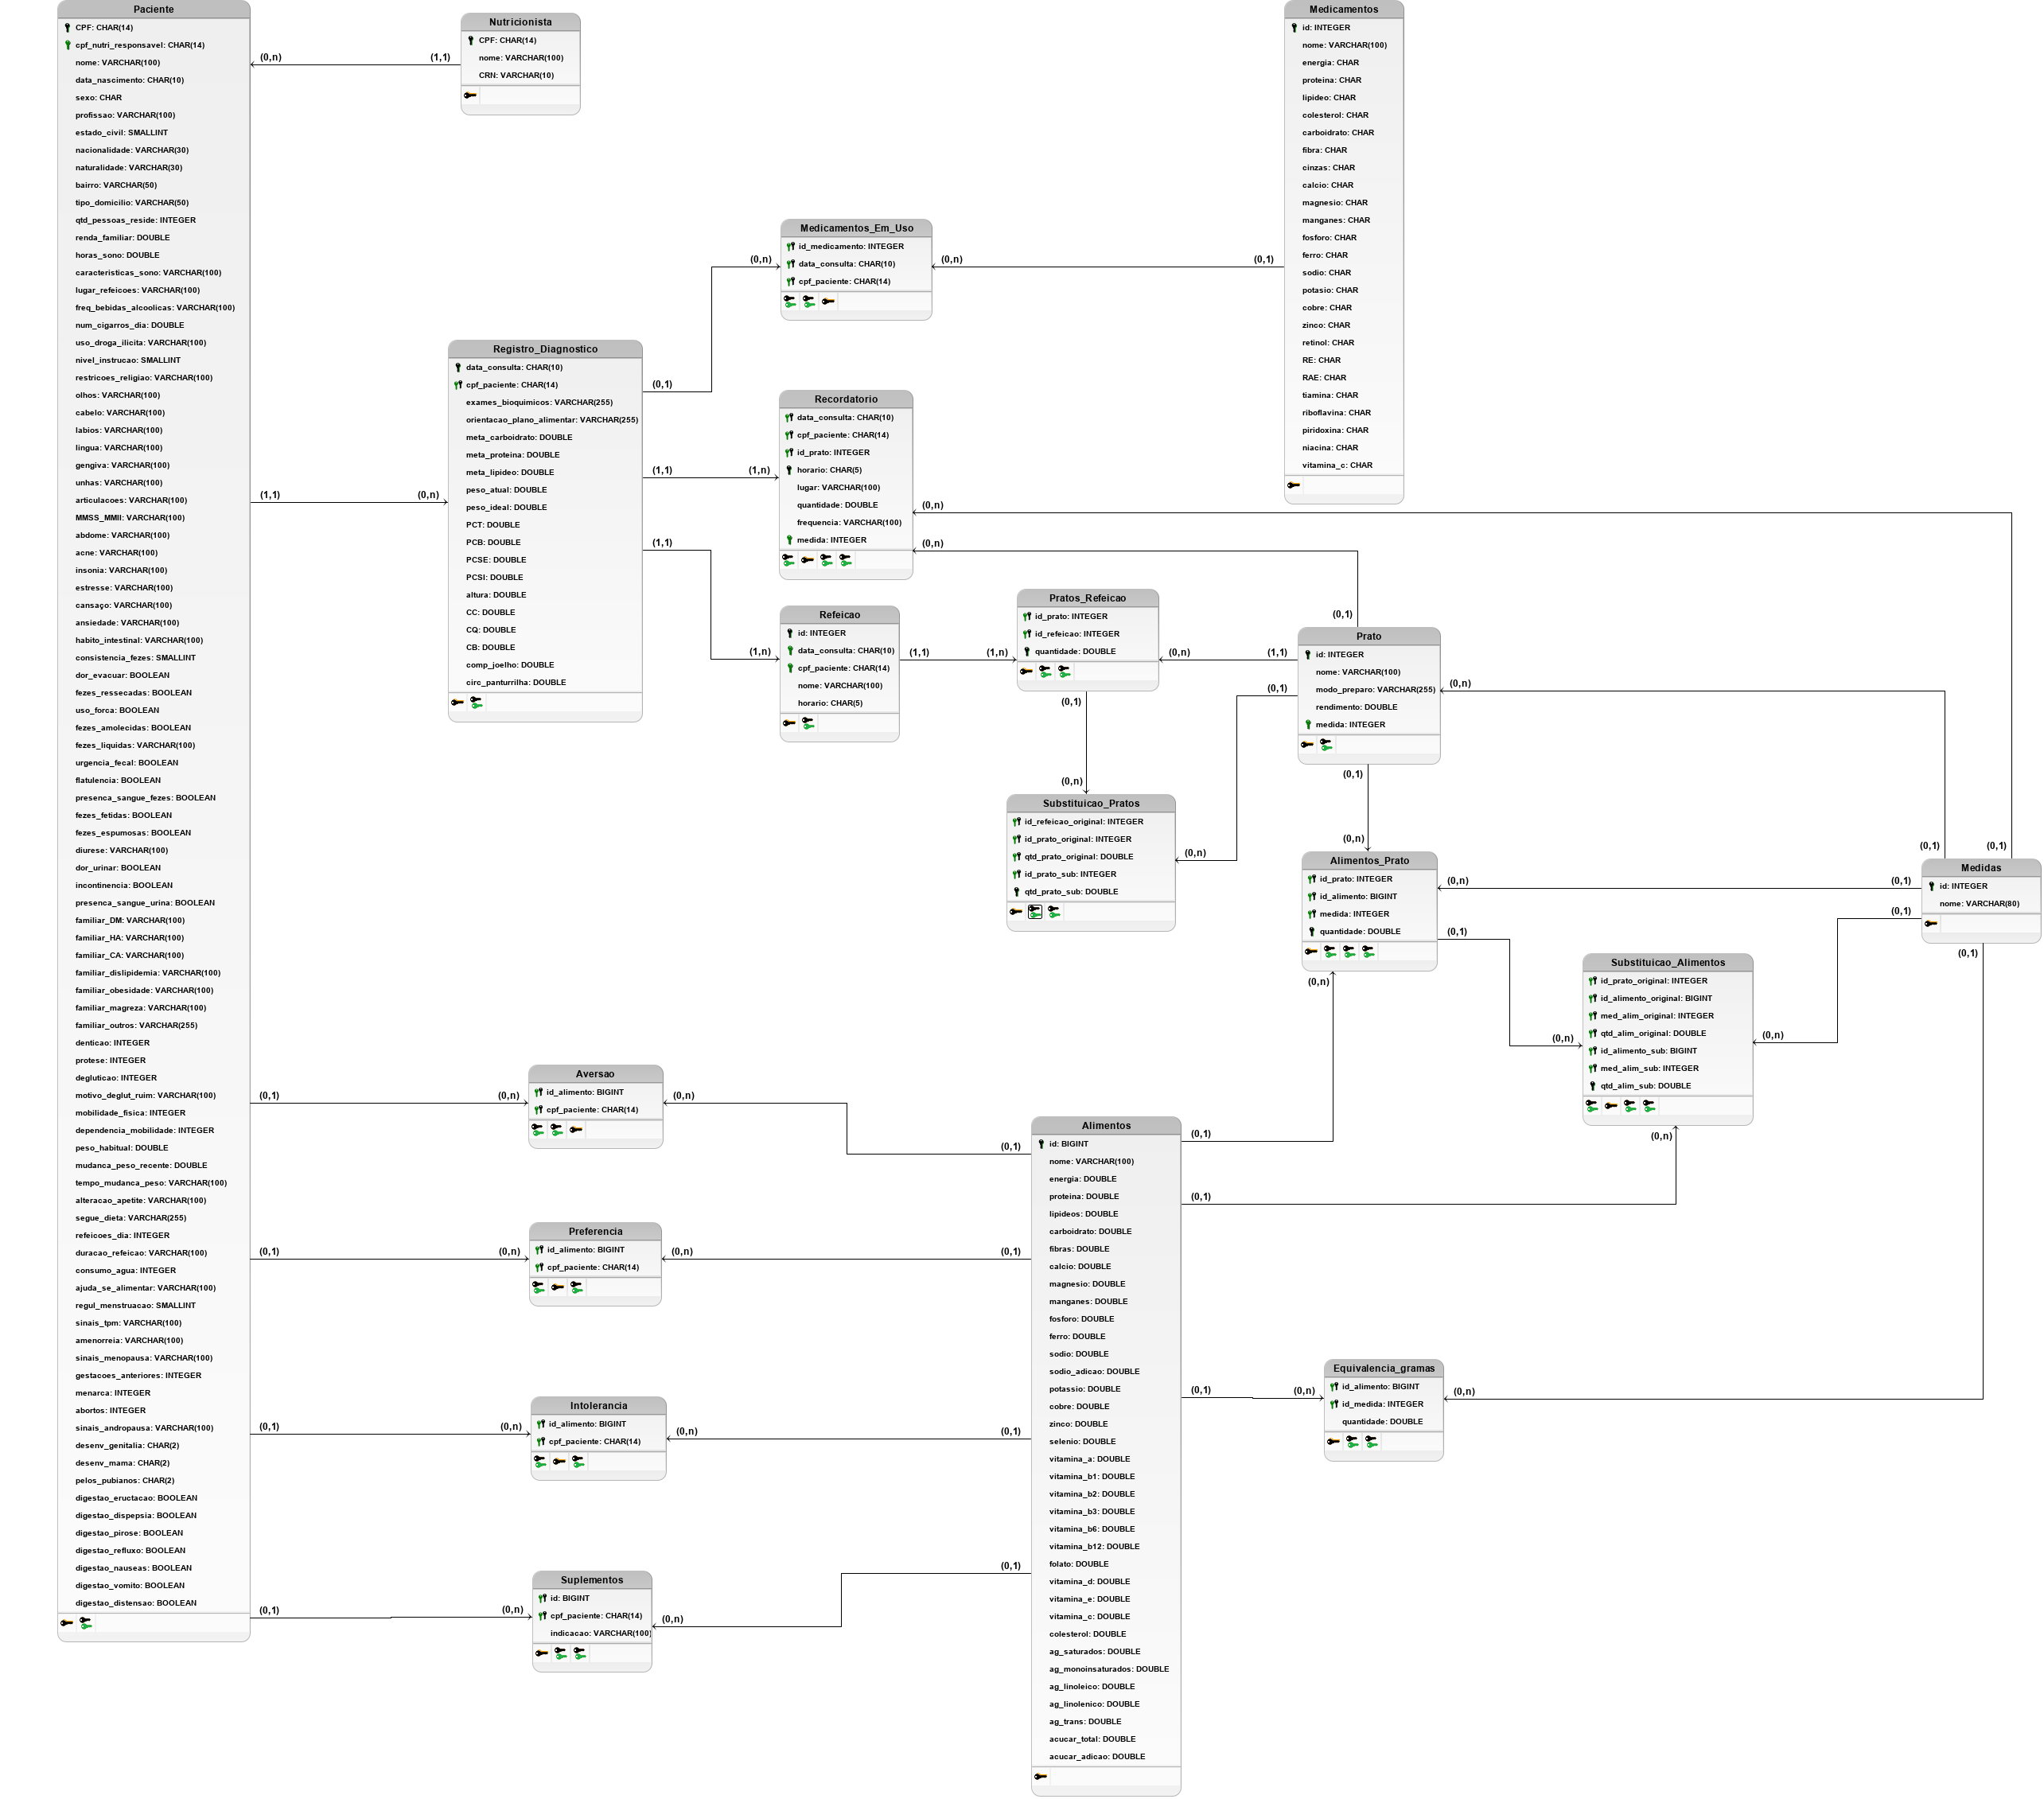 Paciente
CPF: CHAR(14)
cpf_nutri_responsavel: CHAR(14)
nome: VARCHAR(100)
data_nascimento: CHAR(10)
sexo: CHAR
profissao: VARCHAR(100)
estado_civil: SMALLINT
nacionalidade: VARCHAR(30)
naturalidade: VARCHAR(30)
bairro: VARCHAR(50)
tipo_domicilio: VARCHAR(50)
qtd_pessoas_reside: INTEGER
renda_familiar: DOUBLE
horas_sono: DOUBLE
caracteristicas_sono: VARCHAR(100)
lugar_refeicoes: VARCHAR(100)
freq_bebidas_alcoolicas: VARCHAR(100)
num_cigarros_dia: DOUBLE
uso_droga_ilicita: VARCHAR(100)
nivel_instrucao: SMALLINT
restricoes_religiao: VARCHAR(100)
olhos: VARCHAR(100)
cabelo: VARCHAR(100)
labios: VARCHAR(100)
lingua: VARCHAR(100)
gengiva: VARCHAR(100)
unhas: VARCHAR(100)
articulacoes: VARCHAR(100)
MMSS_MMII: VARCHAR(100)
abdome: VARCHAR(100)
acne: VARCHAR(100)
insonia: VARCHAR(100)
estresse: VARCHAR(100)
cansaço: VARCHAR(100)
ansiedade: VARCHAR(100)
habito_intestinal: VARCHAR(100)
consistencia_fezes: SMALLINT
dor_evacuar: BOOLEAN
fezes_ressecadas: BOOLEAN
uso_forca: BOOLEAN
fezes_amolecidas: BOOLEAN
fezes_liquidas: VARCHAR(100)
urgencia_fecal: BOOLEAN
flatulencia: BOOLEAN
presenca_sangue_fezes: BOOLEAN
fezes_fetidas: BOOLEAN
fezes_espumosas: BOOLEAN
diurese: VARCHAR(100)
dor_urinar: BOOLEAN
incontinencia: BOOLEAN
presenca_sangue_urina: BOOLEAN
familiar_DM: VARCHAR(100)
familiar_HA: VARCHAR(100)
familiar_CA: VARCHAR(100)
familiar_dislipidemia: VARCHAR(100)
familiar_obesidade: VARCHAR(100)
familiar_magreza: VARCHAR(100)
familiar_outros: VARCHAR(255)
denticao: INTEGER
protese: INTEGER
degluticao: INTEGER
motivo_deglut_ruim: VARCHAR(100)
mobilidade_fisica: INTEGER
dependencia_mobilidade: INTEGER
peso_habitual: DOUBLE
mudanca_peso_recente: DOUBLE
tempo_mudanca_peso: VARCHAR(100)
alteracao_apetite: VARCHAR(100)
segue_dieta: VARCHAR(255)
refeicoes_dia: INTEGER
duracao_refeicao: VARCHAR(100)
consumo_agua: INTEGER
ajuda_se_alimentar: VARCHAR(100)
regul_menstruacao: SMALLINT
sinais_tpm: VARCHAR(100)
amenorreia: VARCHAR(100)
sinais_menopausa: VARCHAR(100)
gestacoes_anteriores: INTEGER
menarca: INTEGER
abortos: INTEGER
sinais_andropausa: VARCHAR(100)
desenv_genitalia: CHAR(2)
desenv_mama: CHAR(2)
pelos_pubianos: CHAR(2)
digestao_eructacao: BOOLEAN
digestao_dispepsia: BOOLEAN
digestao_pirose: BOOLEAN
digestao_refluxo: BOOLEAN
digestao_nauseas: BOOLEAN
digestao_vomito: BOOLEAN
digestao_distensao: BOOLEAN
(0,n) (1,1)
Nutricionista
CPF: CHAR(14)
nome: VARCHAR(100)
CRN: VARCHAR(10)
(1,1) (0,n)
Registro_Diagnostico
data_consulta: CHAR(10)
cpf_paciente: CHAR(14)
exames_bioquimicos: VARCHAR(255)
orientacao_plano_alimentar: VARCHAR(255)
meta_carboidrato: DOUBLE
meta_proteina: DOUBLE
meta_lipideo: DOUBLE
peso_atual: DOUBLE
peso_ideal: DOUBLE
PCT: DOUBLE
PCB: DOUBLE
PCSE: DOUBLE
PCSI: DOUBLE
altura: DOUBLE
CC: DOUBLE
CQ: DOUBLE
CB: DOUBLE
comp_joelho: DOUBLE
circ_panturrilha: DOUBLE
(0,1) (0,n)
(1,1) (1,n)
(1,1) (1,n)
Medicamentos_Em_Uso
id_medicamento: INTEGER
data_consulta: CHAR(10)
cpf_paciente: CHAR(14)
(0,n) (0,1)
Medicamentos
id: INTEGER
nome: VARCHAR(100)
energia: CHAR
proteina: CHAR
lipideo: CHAR
colesterol: CHAR
carboidrato: CHAR
fibra: CHAR
cinzas: CHAR
calcio: CHAR
magnesio: CHAR
manganes: CHAR
fosforo: CHAR
ferro: CHAR
sodio: CHAR
potasio: CHAR
cobre: CHAR
zinco: CHAR
retinol: CHAR
RE: CHAR
RAE: CHAR
tiamina: CHAR
riboflavina: CHAR
piridoxina: CHAR
niacina: CHAR
vitamina_c: CHAR
Recordatorio
data_consulta: CHAR(10)
cpf_paciente: CHAR(14)
id_prato: INTEGER
horario: CHAR(5)
lugar: VARCHAR(100)
quantidade: DOUBLE
frequencia: VARCHAR(100)
medida: INTEGER
(0,n)
(0,n)
(0,1)
Refeicao
id: INTEGER
data_consulta: CHAR(10)
cpf_paciente: CHAR(14)
nome: VARCHAR(100)
horario: CHAR(5)
(1,1) (1,n)
Pratos_Refeicao
id_prato: INTEGER
id_refeicao: INTEGER
quantidade: DOUBLE
(0,n) (1,1)
(0,1)
(0,1)
(0,n)
Prato
id: INTEGER
nome: VARCHAR(100)
modo_preparo: VARCHAR(255)
rendimento: DOUBLE
medida: INTEGER
(0,n)
(0,1)
(0,n)
Substituicao_Pratos
id_refeicao_original: INTEGER
id_prato_original: INTEGER
qtd_prato_original: DOUBLE
id_prato_sub: INTEGER
qtd_prato_sub: DOUBLE
(0,n)
Alimentos_Prato
id_prato: INTEGER
id_alimento: BIGINT
medida: INTEGER
quantidade: DOUBLE
(0,n) (0,1)
(0,1)
(0,n)
(0,1) (0,1)
Medidas
id: INTEGER
nome: VARCHAR(80)
(0,1)
(0,1)
Substituicao_Alimentos
id_prato_original: INTEGER
id_alimento_original: BIGINT
med_alim_original: INTEGER
qtd_alim_original: DOUBLE
id_alimento_sub: BIGINT
med_alim_sub: INTEGER
qtd_alim_sub: DOUBLE
(0,n)
(0,n)
(0,n)
(0,1) (0,n)
Aversao
id_alimento: BIGINT
cpf_paciente: CHAR(14)
(0,n) (0,1)
(0,1) (0,n)
Preferencia
id_alimento: BIGINT
cpf_paciente: CHAR(14)
(0,n) (0,1)
(0,1) (0,n)
Intolerancia
id_alimento: BIGINT
cpf_paciente: CHAR(14)
(0,n) (0,1)
(0,1) (0,n)
Suplementos
id: BIGINT
cpf_paciente: CHAR(14)
indicacao: VARCHAR(100)
(0,n) (0,1)
Alimentos
id: BIGINT
nome: VARCHAR(100)
energia: DOUBLE
proteina: DOUBLE
lipideos: DOUBLE
carboidrato: DOUBLE
fibras: DOUBLE
calcio: DOUBLE
magnesio: DOUBLE
manganes: DOUBLE
fosforo: DOUBLE
ferro: DOUBLE
sodio: DOUBLE
sodio_adicao: DOUBLE
potassio: DOUBLE
cobre: DOUBLE
zinco: DOUBLE
selenio: DOUBLE
vitamina_a: DOUBLE
vitamina_b1: DOUBLE
vitamina_b2: DOUBLE
vitamina_b3: DOUBLE
vitamina_b6: DOUBLE
vitamina_b12: DOUBLE
folato: DOUBLE
vitamina_d: DOUBLE
vitamina_e: DOUBLE
vitamina_c: DOUBLE
colesterol: DOUBLE
ag_saturados: DOUBLE
ag_monoinsaturados: DOUBLE
ag_linoleico: DOUBLE
ag_linolenico: DOUBLE
ag_trans: DOUBLE
acucar_total: DOUBLE
acucar_adicao: DOUBLE
(0,1)
(0,1)
(0,1) (0,n)
Equivalencia_gramas
id_alimento: BIGINT
id_medida: INTEGER
quantidade: DOUBLE
(0,n)